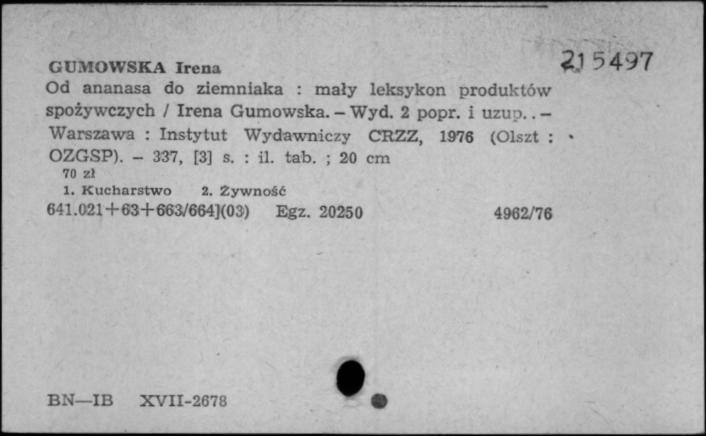 215497
GUMOWSKA Irena
Od ananasa do ziemniaka : mały leksykon produktów
spożywczych / Irena Gumowska. – Wyd. 2 popr. i uzup.. –
Warszawa : Instytut Wydawniczy CRZZ, 1976 (Olszt :
OZGSP). – 337, [3] s. : il. tab. ; 20 cm
70 zł
1. Kucharstwo 2. Żywność
641.021+63+663/664](03) Egz. 20250 4962/76
BN—IB XVII-2678